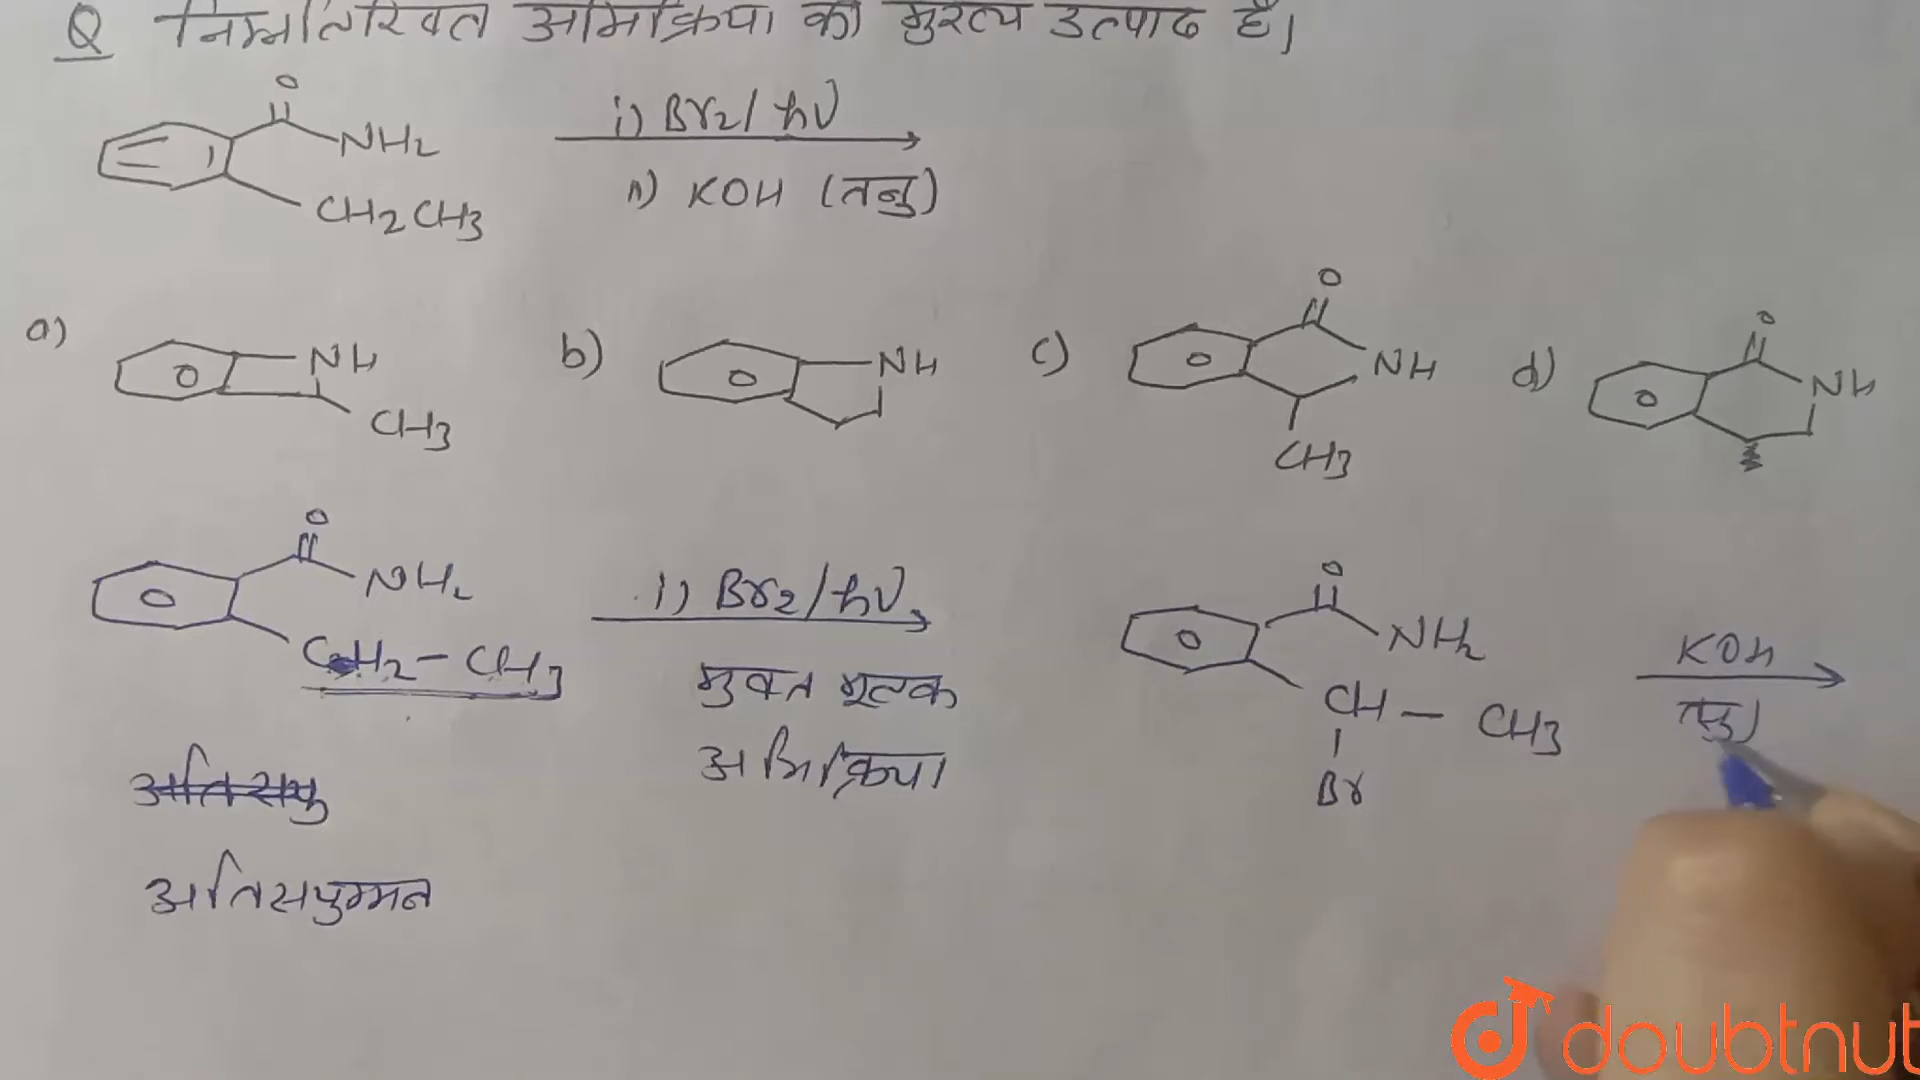 Q निम्नलिखित अभिक्रिया का मुख्य उत्पाद है।
O
NH2
CH2CH3
i) Br2/hν
ii) KOH (तनु)
a) NH
CH3
b) NH
c) O
NH
CH3
d) O
NH
O
NH2
CH2-CH3
i) Br2/hν
मुक्त मूलक
अभिक्रिया
O
NH2
CH-CH3
Br
KOH
अतिसंयुग्मन
doubtnut